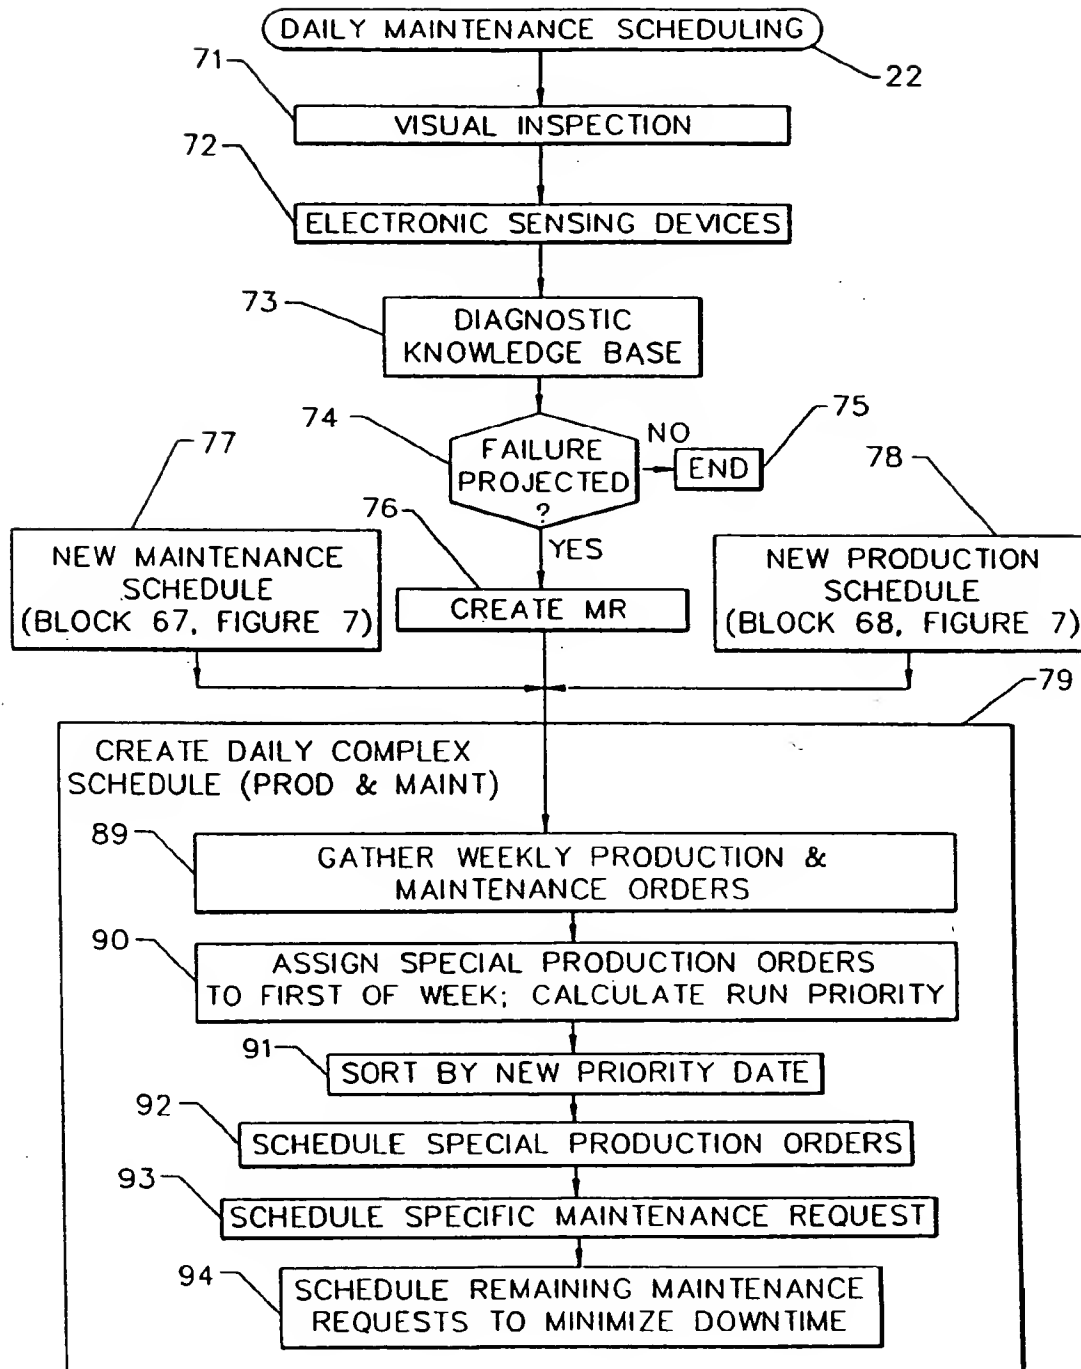 DAILY MAINTENANCE SCHEDULING
22
71
VISUAL INSPECTION
72
ELECTRONIC SENSING DEVICES
73
DIAGNOSTIC
KNOWLEDGE BASE
74
FAILURE
PROJECTED
?
NO
75
END
YES
76
CREATE MR
77
NEW MAINTENANCE
SCHEDULE
(BLOCK 67, FIGURE 7)
78
NEW PRODUCTION
SCHEDULE
(BLOCK 68, FIGURE 7)
79
CREATE DAILY COMPLEX
SCHEDULE (PROD & MAINT)
89
GATHER WEEKLY PRODUCTION &
MAINTENANCE ORDERS
90
ASSIGN SPECIAL PRODUCTION ORDERS
TO FIRST OF WEEK; CALCULATE RUN PRIORITY
91
SORT BY NEW PRIORITY DATE
92
SCHEDULE SPECIAL PRODUCTION ORDERS
93
SCHEDULE SPECIFIC MAINTENANCE REQUEST
94
SCHEDULE REMAINING MAINTENANCE
REQUESTS TO MINIMIZE DOWNTIME